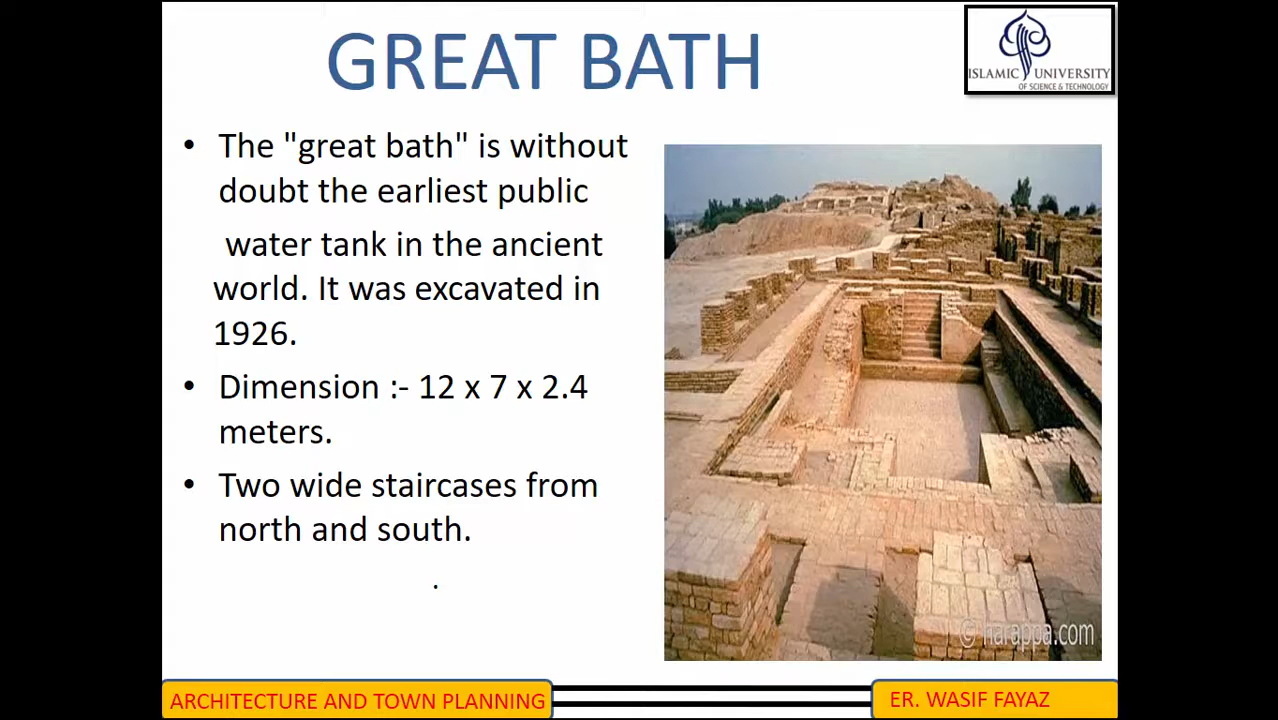 GREAT BATH
ISLAMIC UNIVERSITY
OF SCIENCE & TECHNOLOGY
• The "great bath" is without
doubt the earliest public
water tank in the ancient
world. It was excavated in
1926.
• Dimension :- 12 x 7 x 2.4
meters.
• Two wide staircases from
north and south.
.
© harappa.com
ARCHITECTURE AND TOWN PLANNING
ER. WASIF FAYAZ